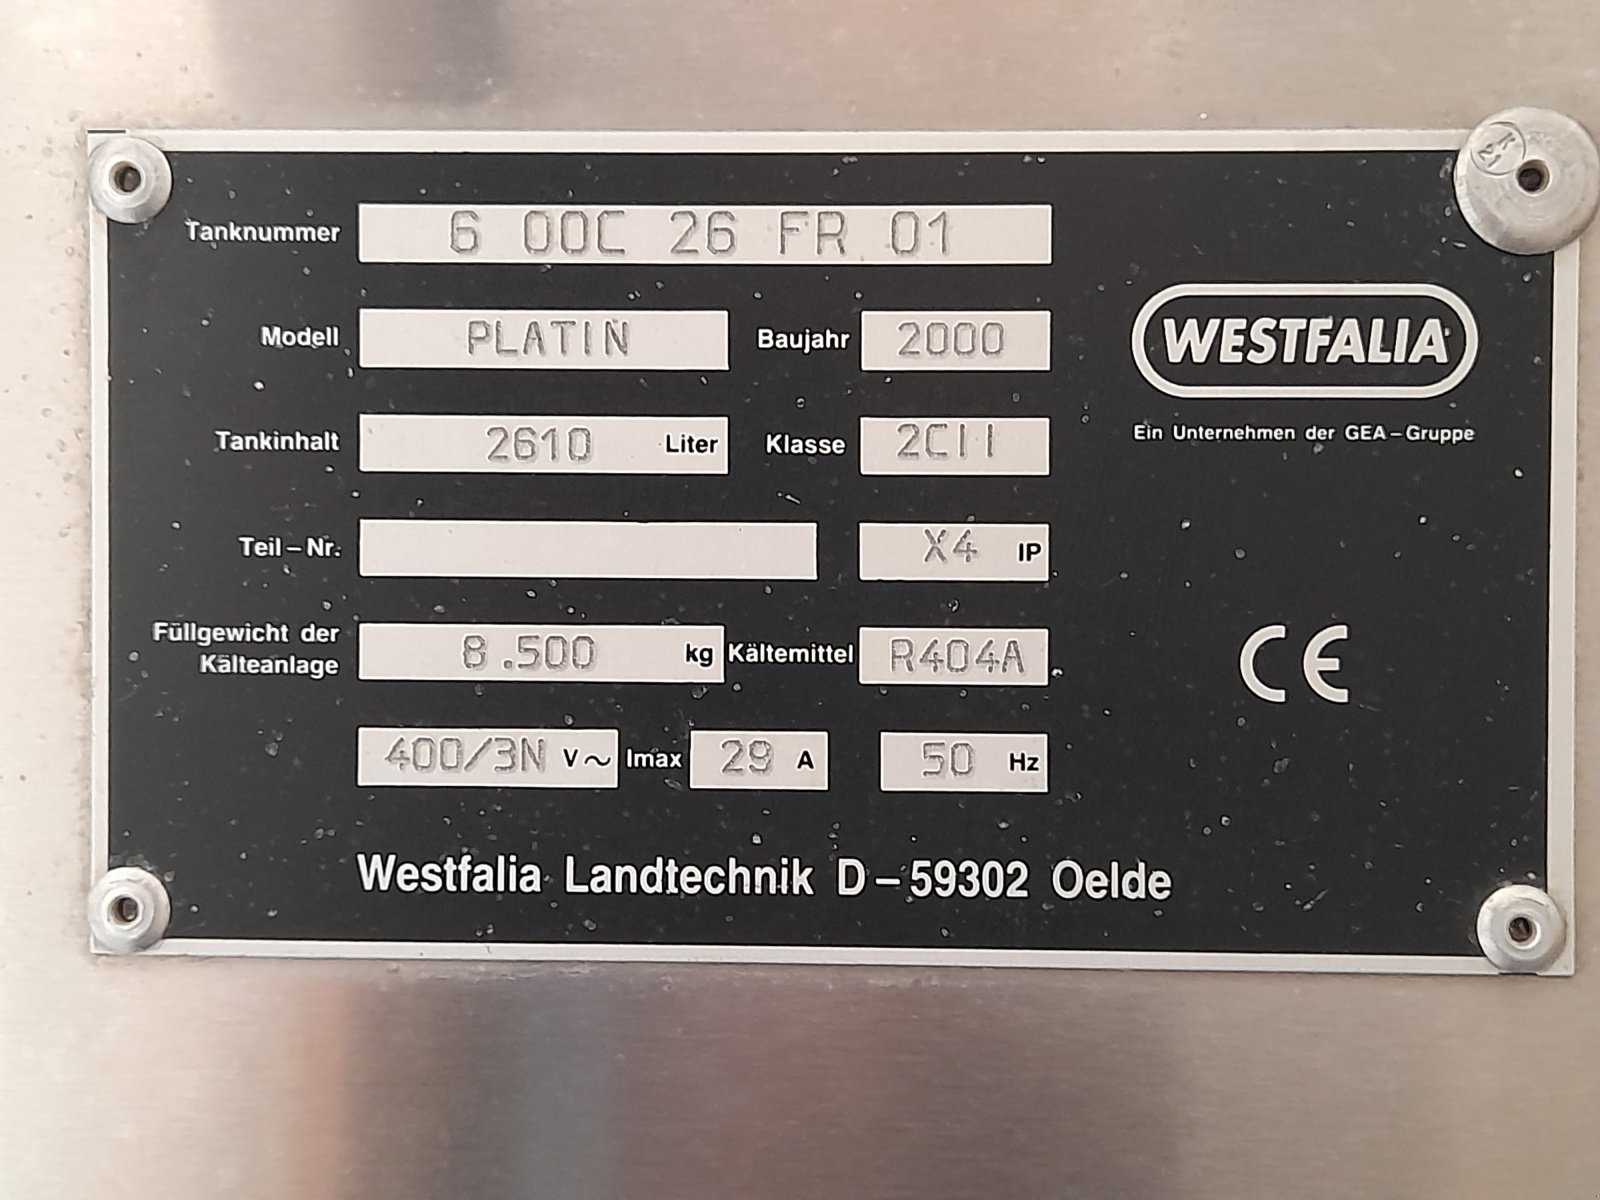 Tanknummer 6 00C 26 FR 01
Modell PLATIN Baujahr 2000
WESTFALIA
Tankinhalt 2610 Liter Klasse 2CII
Ein Unternehmen der GEA–Gruppe
Teil–Nr. X4 IP
Füllgewicht der
Kälteanlage 8.500 kg Kältemittel R404A
CE
400/3N V~ Imax 29 A 50 Hz
Westfalia Landtechnik D–59302 Oelde